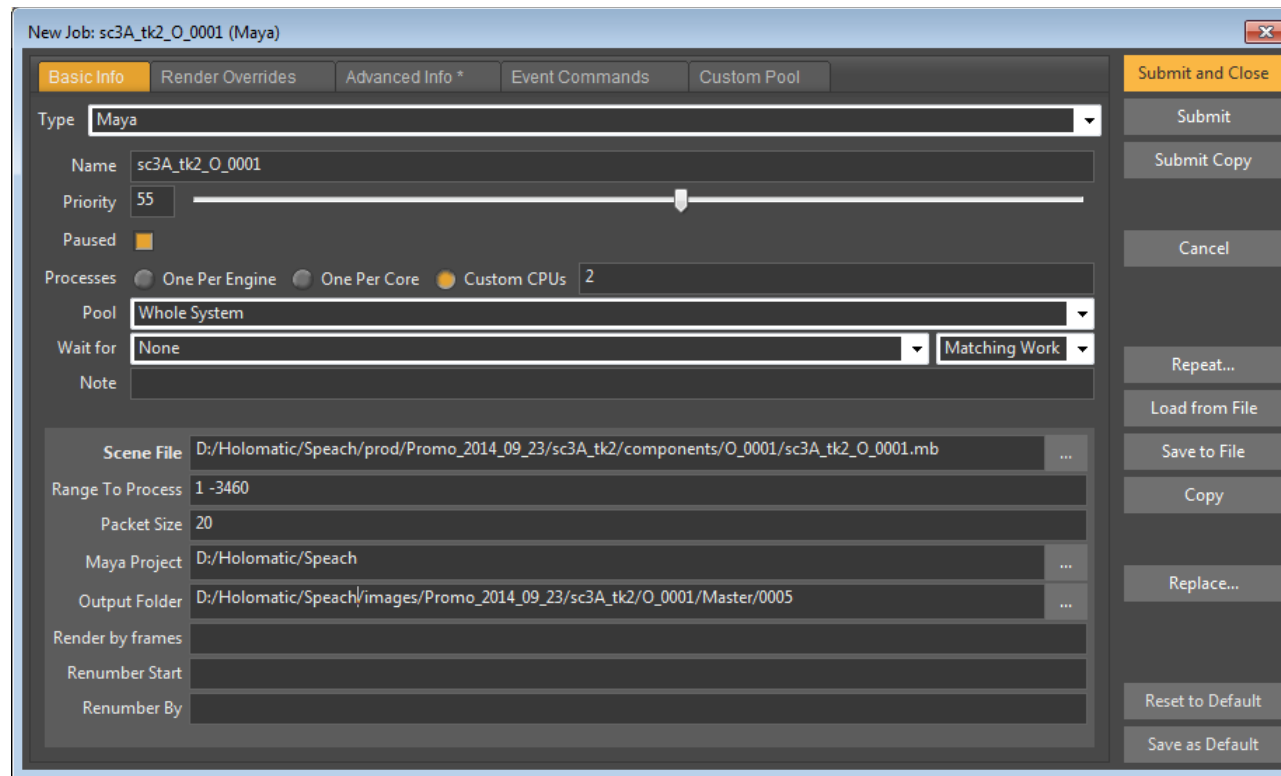 New Job: sc3A_tk2_O_0001 (Maya)
Basic Info Render Overrides Advanced Info * Event Commands Custom Pool
Type Maya
Name sc3A_tk2_O_0001
Priority 55
Paused
Processes One Per Engine One Per Core Custom CPUs 2
Pool Whole System
Wait for None Matching Work
Note
Scene File D:/Holomatic/Speach/prod/Promo_2014_09_23/sc3A_tk2/components/O_0001/sc3A_tk2_O_0001.mb ...
Range To Process 1 -3460
Packet Size 20
Maya Project D:/Holomatic/Speach ...
Output Folder D:/Holomatic/Speach/images/Promo_2014_09_23/sc3A_tk2/O_0001/Master/0005 ...
Render by frames
Renumber Start
Renumber By
Submit and Close
Submit
Submit Copy
Cancel
Repeat...
Load from File
Save to File
Copy
Replace...
Reset to Default
Save as Default